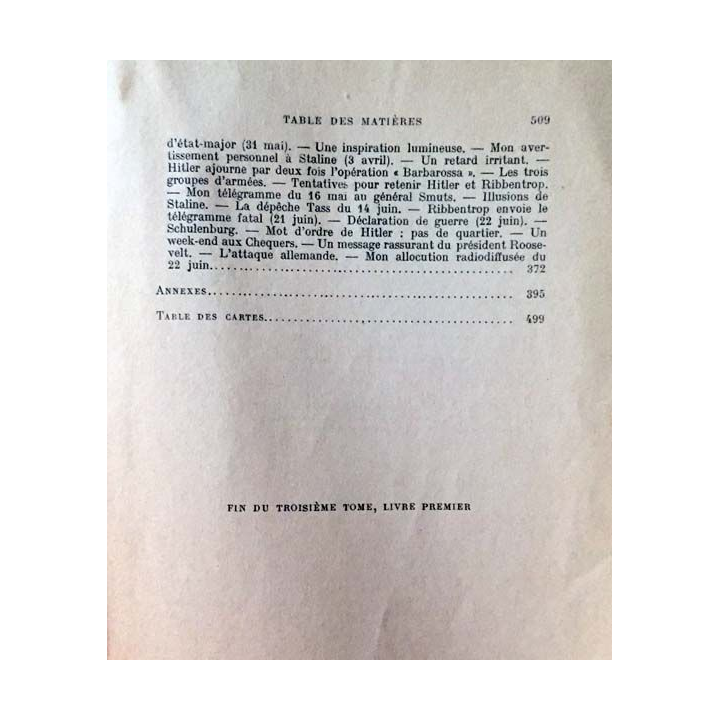 TABLE DES MATIÈRES 509
d'état-major (31 mai). — Une inspiration lumineuse. — Mon aver-
tissement personnel à Staline (3 avril). — Un retard irritant. —
Hitler ajourne par deux fois l'opération « Barbarossa ». — Les trois
groupes d'armées. — Tentatives pour retenir Hitler et Ribbentrop.
— Mon télégramme du 16 mai au général Smuts. — Illusions de
Staline. — La dépêche Tass du 14 juin. — Ribbentrop envoie le
télégramme fatal (21 juin). — Déclaration de guerre (22 juin). —
Schulenburg. — Mot d'ordre de Hitler : pas de quartier. — Un
week-end aux Chequers. — Un message rassurant du président Roose-
velt. — L'attaque allemande. — Mon allocution radiodiffusée du
22 juin.................................................. 372
ANNEXES.................................................. 395
TABLE DES CARTES........................................ 499
FIN DU TROISIÈME TOME, LIVRE PREMIER